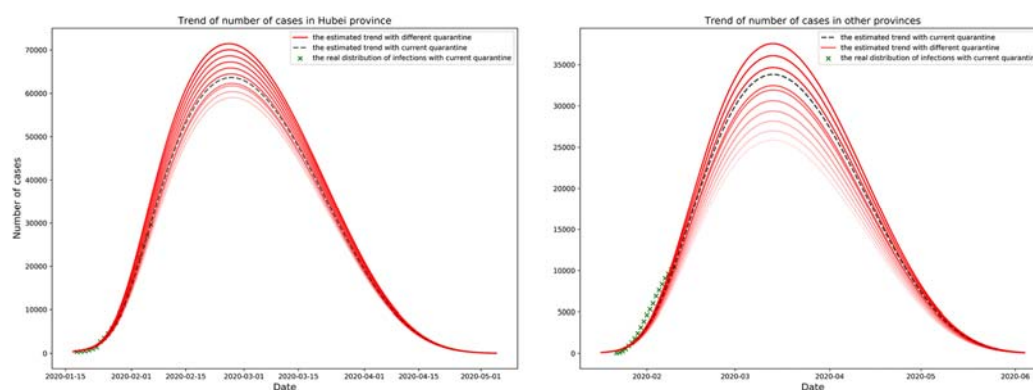 Trend of number of cases in Hubei province
the estimated trend with different quarantine
the estimated trend with current quarantine
the real distribution of infections with current quarantine
Number of cases
70000
60000
50000
40000
30000
20000
10000
0
2020-01-15
2020-02-01
2020-02-15
2020-03-01
2020-03-15
2020-04-01
2020-04-15
2020-05-01
Date
Trend of number of cases in other provinces
the estimated trend with current quarantine
the estimated trend with different quarantine
the real distribution of infections with current quarantin
35000
30000
25000
20000
15000
10000
5000
0
2020-02
2020-03
2020-04
2020-05
2020-06
Date